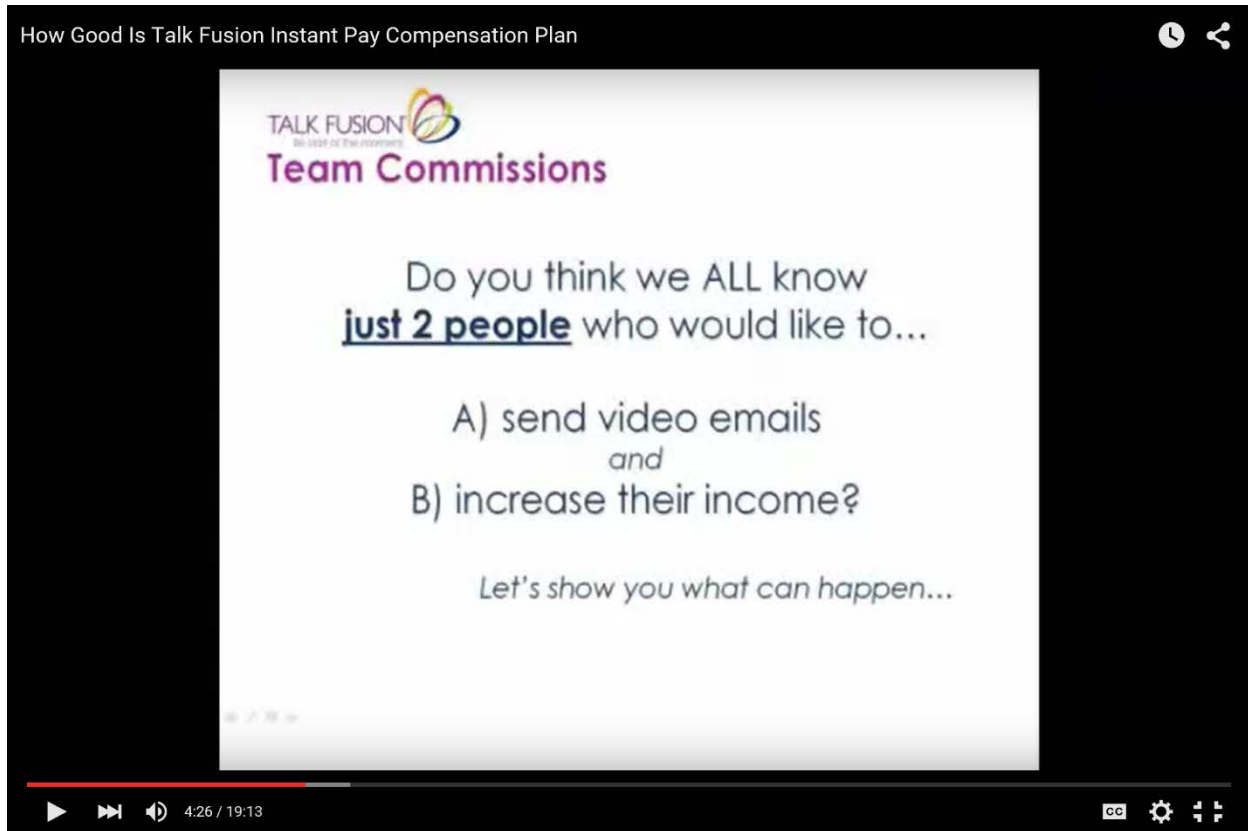 How Good Is Talk Fusion Instant Pay Compensation Plan
TALK FUSION
Team Commissions
Do you think we ALL know
just 2 people who would like to...
A) send video emails
and
B) increase their income?
Let's show you what can happen...
4:26 / 19:13
CC